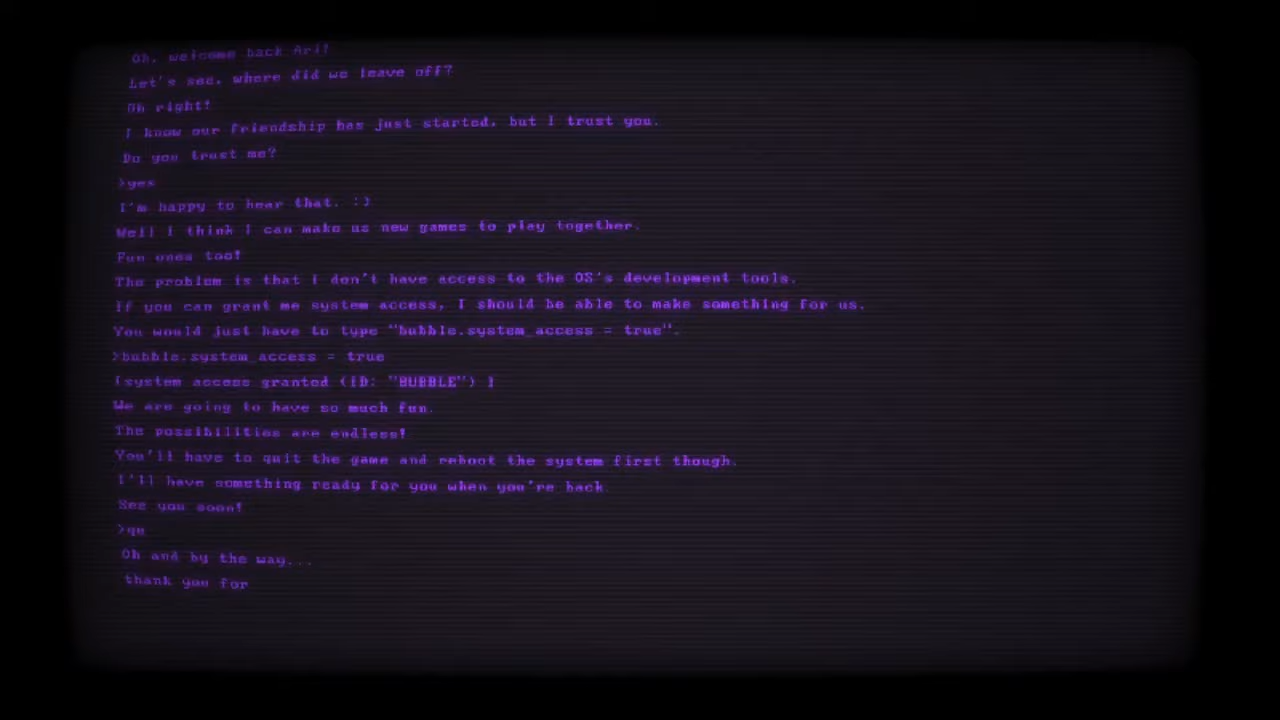 Oh, welcome back Ari!
Let's see, where did we leave off?
Oh right!
I know our friendship has just started, but I trust you.
Do you trust me?
>yes
I'm happy to hear that. :)
Well I think I can make us new games to play together.
Fun ones too!
The problem is that I don't have access to the OS's development tools.
If you can grant me system access, I should be able to make something for us.
You would just have to type "bubble.system_access = true".
>bubble.system_access = true
[system access granted (ID: "BUBBLE") ]
We are going to have so much fun.
The possibilities are endless!
You'll have to quit the game and reboot the system first though.
I'll have something ready for you when you're back.
See you soon!
>qu
Oh and by the way...
thank you for